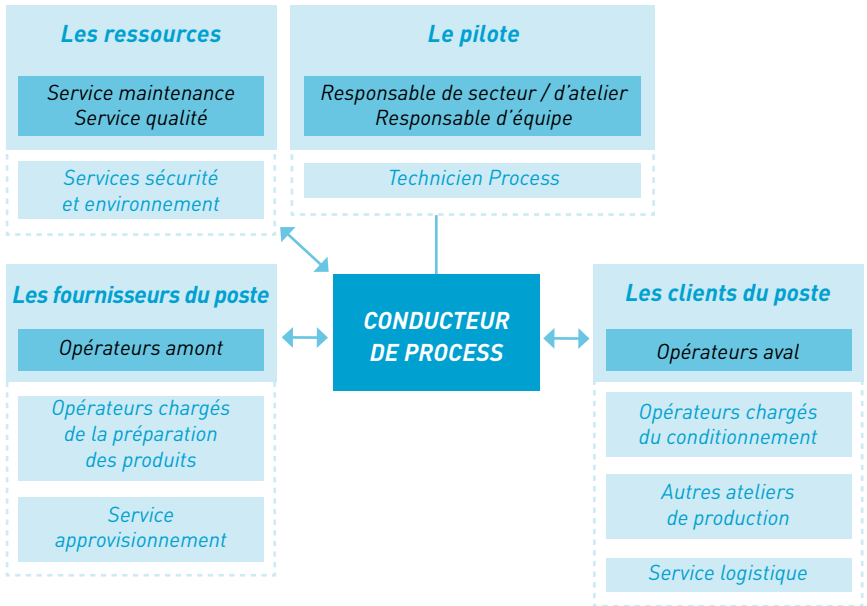 Les ressources
Service maintenance
Service qualité
Services sécurité
et environnement
Le pilote
Responsable de secteur / d'atelier
Responsable d'équipe
Technicien Process
Les fournisseurs du poste
Opérateurs amont
Opérateurs chargés
de la préparation
des produits
Service
approvisionnement
CONDUCTEUR
DE PROCESS
Les clients du poste
Opérateurs aval
Opérateurs chargés
du conditionnement
Autres ateliers
de production
Service logistique